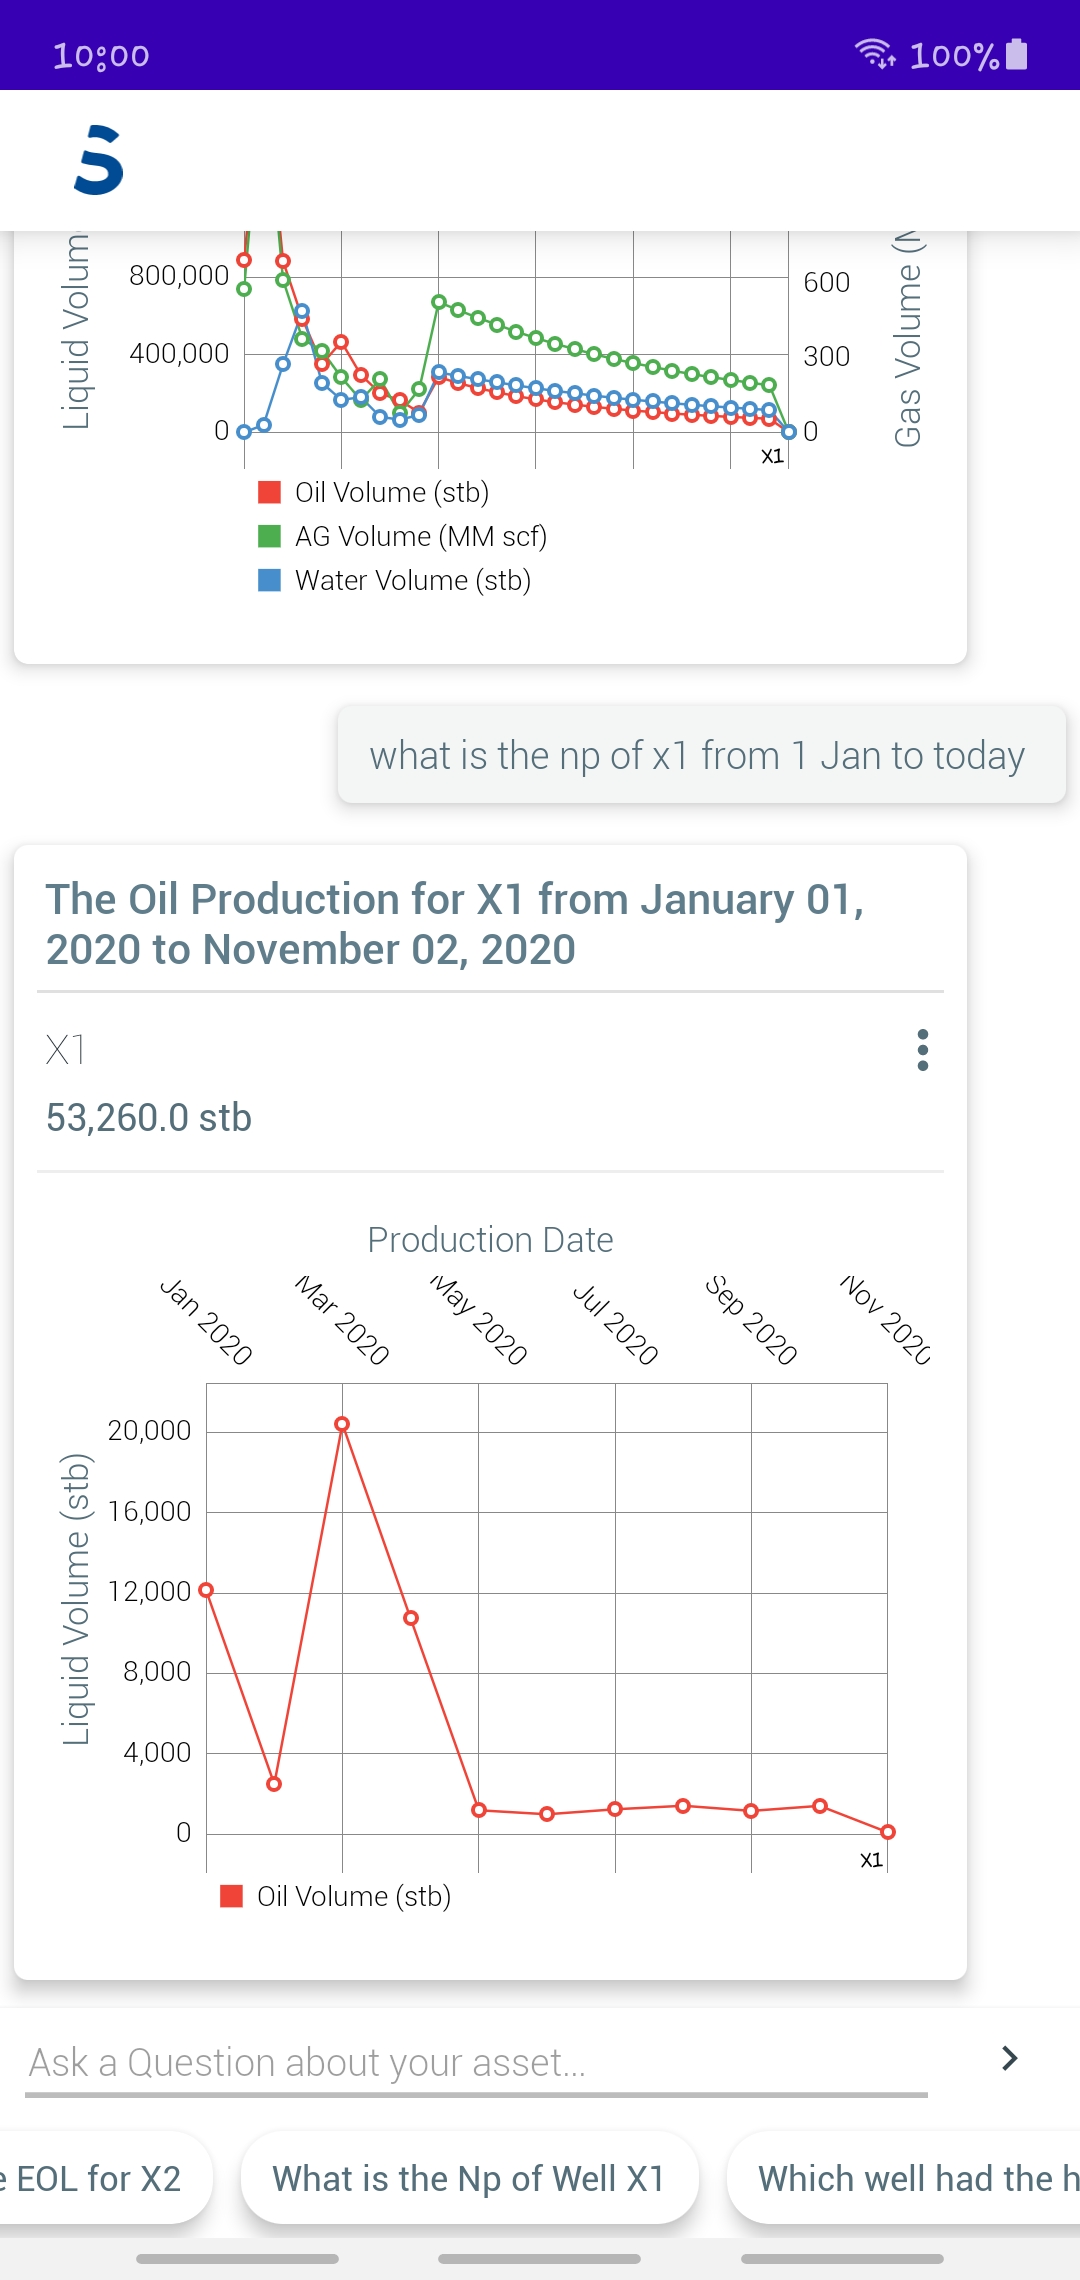 10:00
100%
S
Liquid Volum
Gas Volume (
800,000
600
400,000
300
0
0
X1
Oil Volume (stb)
AG Volume (MM scf)
Water Volume (stb)
what is the np of x1 from 1 Jan to today
The Oil Production for X1 from January 01,
2020 to November 02, 2020
X1
53,260.0 stb
Production Date
Jan 2020
Mar 2020
May 2020
Jul 2020
Sep 2020
Nov 2020
Liquid Volume (stb)
20,000
16,000
12,000
8,000
4,000
0
X1
Oil Volume (stb)
Ask a Question about your asset...
e EOL for X2
What is the Np of Well X1
Which well had the h